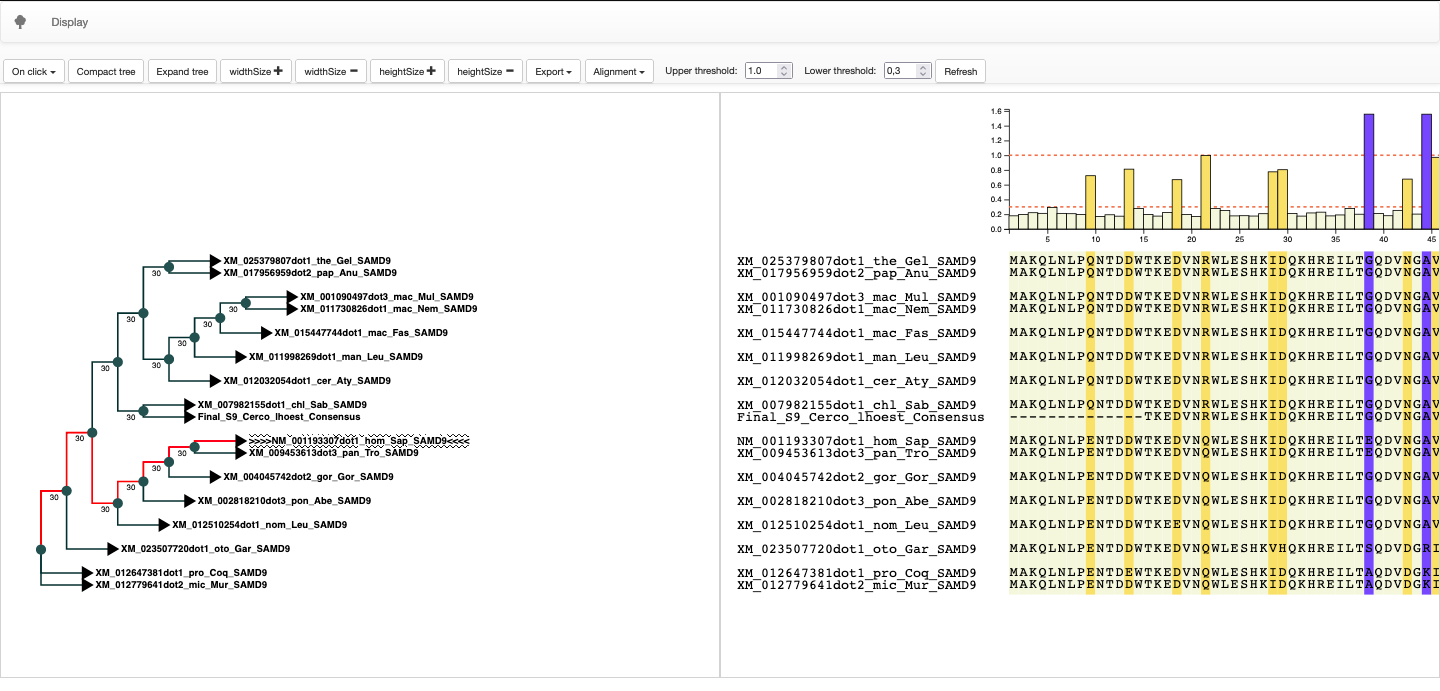 Display
On click
Compact tree
Expand tree
widthSize
widthSize
heightSize
heightSize
Export
Alignment
Upper threshold:
1.0
Lower threshold:
0,3
Refresh
1.6
1.4
1.2
1.0
0.8
0.6
0.4
0.2
0.0
5 10 15 20 25 30 35 40 45
XM_025379807dot1_the_Gel_SAMD9
30
XM_017956959dot2_pap_Anu_SAMD9
XM_001090497dot3_mac_Mul_SAMD9
30
XM_011730826dot1_mac_Nem_SAMD9
30
XM_015447744dot1_mac_Fas_SAMD9
30
XM_011998269dot1_man_Leu_SAMD9
30
30
XM_012032054dot1_cer_Aty_SAMD9
XM_007982155dot1_chl_Sab_SAMD9
30
Final_S9_Cerco_lhoest_Consensus
30
>>>>NM_001193307dot1_hom_Sap_SAMD9<<<<
30
XM_009453613dot3_pan_Tro_SAMD9
30
XM_004045742dot2_gor_Gor_SAMD9
30
30
XM_002818210dot3_pon_Abe_SAMD9
30
XM_012510254dot1_nom_Leu_SAMD9
XM_023507720dot1_oto_Gar_SAMD9
XM_012647381dot1_pro_Coq_SAMD9
XM_012779641dot2_mic_Mur_SAMD9
XM_025379807dot1_the_Gel_SAMD9 MAKQLNLPQNTDDWTKEDVNRWLESHKIDQKHREILTGQDVNGAV
XM_017956959dot2_pap_Anu_SAMD9 MAKQLNLPQNTDDWTKEDVNRWLESHKIDQKHREILTGQDVNGAV
XM_001090497dot3_mac_Mul_SAMD9 MAKQLNLPQNTDDWTKEDVNRWLESHKIDQKHREILTGQDVNGAV
XM_011730826dot1_mac_Nem_SAMD9 MAKQLNLPQNTDDWTKEDVNRWLESHKIDQKHREILTGQDVNGAV
XM_015447744dot1_mac_Fas_SAMD9 MAKQLNLPQNTDDWTKEDVNRWLESHKIDQKHREILTGQDVNGAV
XM_011998269dot1_man_Leu_SAMD9 MAKQLNLPQNTDDWTKEDVNRWLESHKIDQKHREILTGQDVNGAV
XM_012032054dot1_cer_Aty_SAMD9 MAKQLNLPQNTDDWTKEDVNRWLESHKIDQKHREILTGQDVNGAV
XM_007982155dot1_chl_Sab_SAMD9 MAKQLNLPQNTDDWTKEDVNRWLESHKIDQKHREILTGQDVNGAV
Final_S9_Cerco_lhoest_Consensus --------------TKEDVNRWLESHKIDQKHREILTGQDVNGAV
NM_001193307dot1_hom_Sap_SAMD9 MAKQLNLPENTDDWTKEDVNQWLESHKIDQKHREILTEQDVNGAV
XM_009453613dot3_pan_Tro_SAMD9 MAKQLNLPENTDDWTKEDVNQWLESHKIDQKHREILTEQDVNGAV
XM_004045742dot2_gor_Gor_SAMD9 MAKQLNLPENTDDWTKEDVNQWLESHKIDQKHREILTGQDVNGAV
XM_002818210dot3_pon_Abe_SAMD9 MAKQLNLPENTDDWTKEDVNQWLESHKIDQKHREILTGQDVNGAV
XM_012510254dot1_nom_Leu_SAMD9 MAKQLNLPENTDDWTKEEVNQWLESHKIDQKHREILTGQDVNGAV
XM_023507720dot1_oto_Gar_SAMD9 MAKQLNLPENTDDWTKEDVNQWLESHKVHQKHREILTSQDVDGRI
XM_012647381dot1_pro_Coq_SAMD9 MAKQLNLPENTDEWTKEDVNQWLESHKIDQKHREILTAQDVDGKI
XM_012779641dot2_mic_Mur_SAMD9 MAKQLNLPENTDDWTKEDVNQWLESHKIDQKHREILTAQDVDGKI